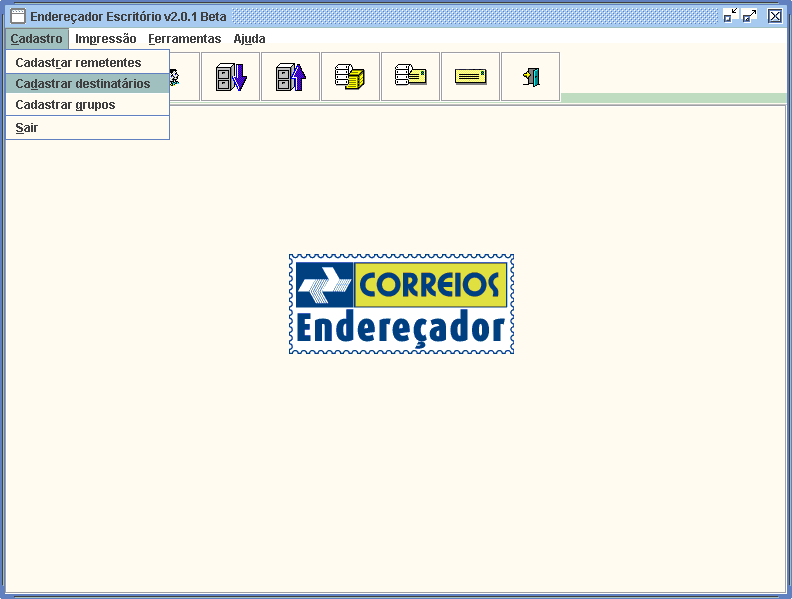 Endereçador Escritório v2.0.1 Beta
Cadastro Impressão Ferramentas Ajuda
Cadastrar remetentes
Cadastrar destinatários
Cadastrar grupos
Sair
CORREIOS
Endereçador